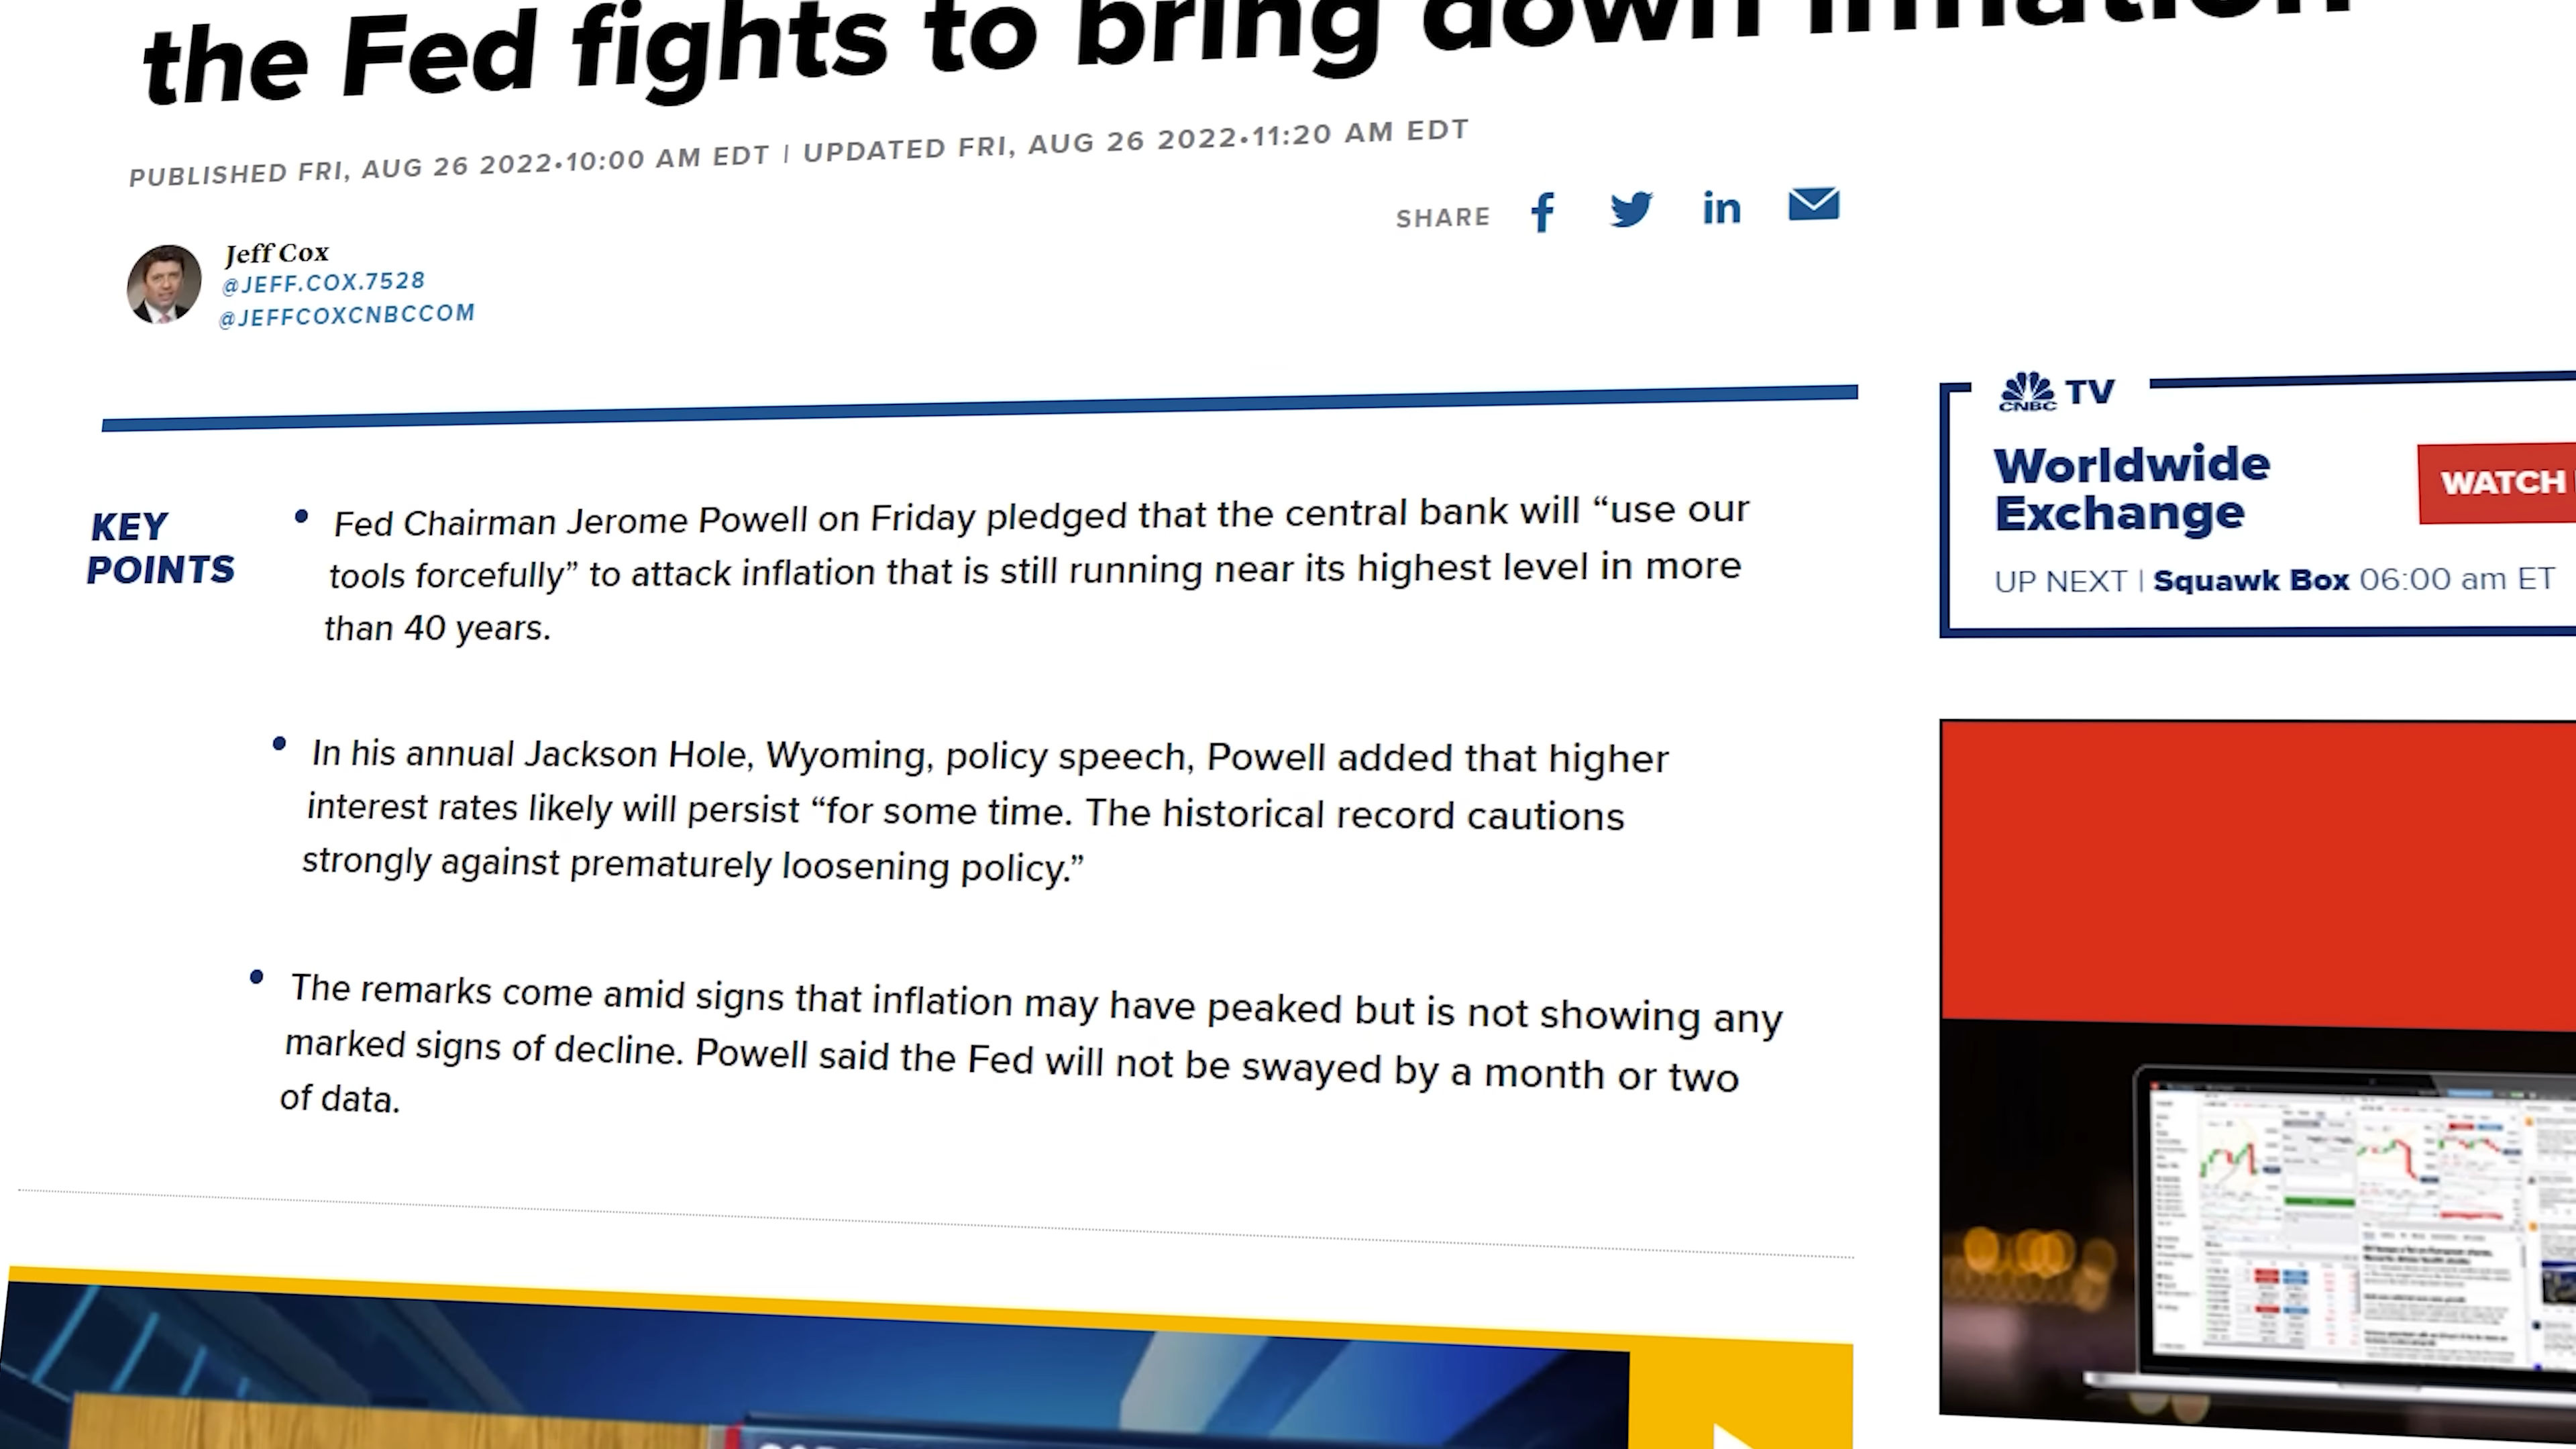 the Fed fights to bring down inflation
PUBLISHED FRI, AUG 26 2022•10:00 AM EDT | UPDATED FRI, AUG 26 2022•11:20 AM EDT
SHARE
Jeff Cox
@JEFF.COX.7528
@JEFFCOXCNBCCOM
KEY
POINTS
• Fed Chairman Jerome Powell on Friday pledged that the central bank will “use our
tools forcefully” to attack inflation that is still running near its highest level in more
than 40 years.
• In his annual Jackson Hole, Wyoming, policy speech, Powell added that higher
interest rates likely will persist “for some time. The historical record cautions
strongly against prematurely loosening policy.”
• The remarks come amid signs that inflation may have peaked but is not showing any
marked signs of decline. Powell said the Fed will not be swayed by a month or two
of data.
CNBC TV
Worldwide
Exchange
WATCH
UP NEXT | Squawk Box 06:00 am ET